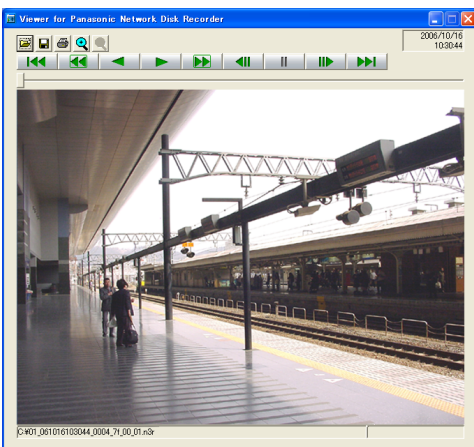 Viewer for Panasonic Network Disk Recorder
2006/10/16
10:30:44
C:¥01_061016103044_0004_7f_00_01.n3r